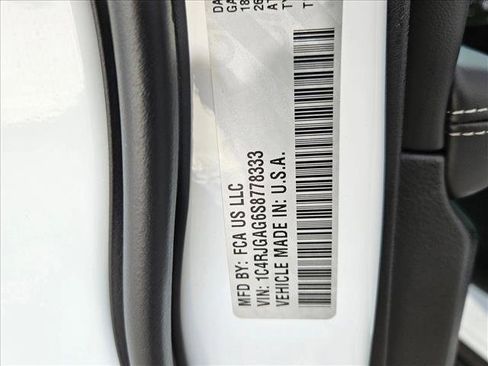 MFD BY: FCA US LLC
VIN: 1C4RJGAG6S8778333
VEHICLE MADE IN: U.S.A.